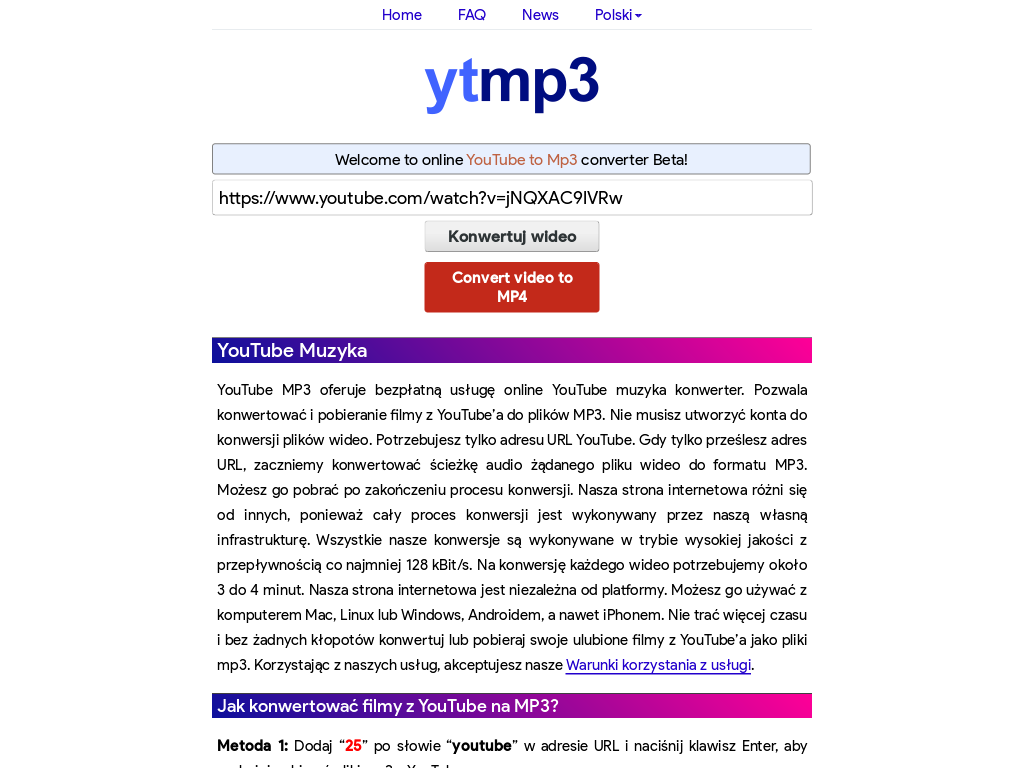 Home FAQ News Polski
ytmp3
Welcome to online YouTube to Mp3 converter Beta!
https://www.youtube.com/watch?v=jNQXAC9IVRw
Konwertuj wideo
Convert video to
MP4
YouTube Muzyka
YouTube MP3 oferuje bezpłatną usługę online YouTube muzyka konwerter. Pozwala
konwertować i pobieranie filmy z YouTube’a do plików MP3. Nie musisz utworzyć konta do
konwersji plików wideo. Potrzebujesz tylko adresu URL YouTube. Gdy tylko prześlesz adres
URL, zaczniemy konwertować ścieżkę audio żądanego pliku wideo do formatu MP3.
Możesz go pobrać po zakończeniu procesu konwersji. Nasza strona internetowa różni się
od innych, ponieważ cały proces konwersji jest wykonywany przez naszą własną
infrastrukturę. Wszystkie nasze konwersje są wykonywane w trybie wysokiej jakości z
przepływnością co najmniej 128 kBit/s. Na konwersję każdego wideo potrzebujemy około
3 do 4 minut. Nasza strona internetowa jest niezależna od platformy. Możesz go używać z
komputerem Mac, Linux lub Windows, Androidem, a nawet iPhonem. Nie trać więcej czasu
i bez żadnych kłopotów konwertuj lub pobieraj swoje ulubione filmy z YouTube’a jako pliki
mp3. Korzystając z naszych usług, akceptujesz nasze Warunki korzystania z usługi.
Jak konwertować filmy z YouTube na MP3?
Metoda 1: Dodaj “25” po słowie “youtube” w adresie URL i naciśnij klawisz Enter, aby